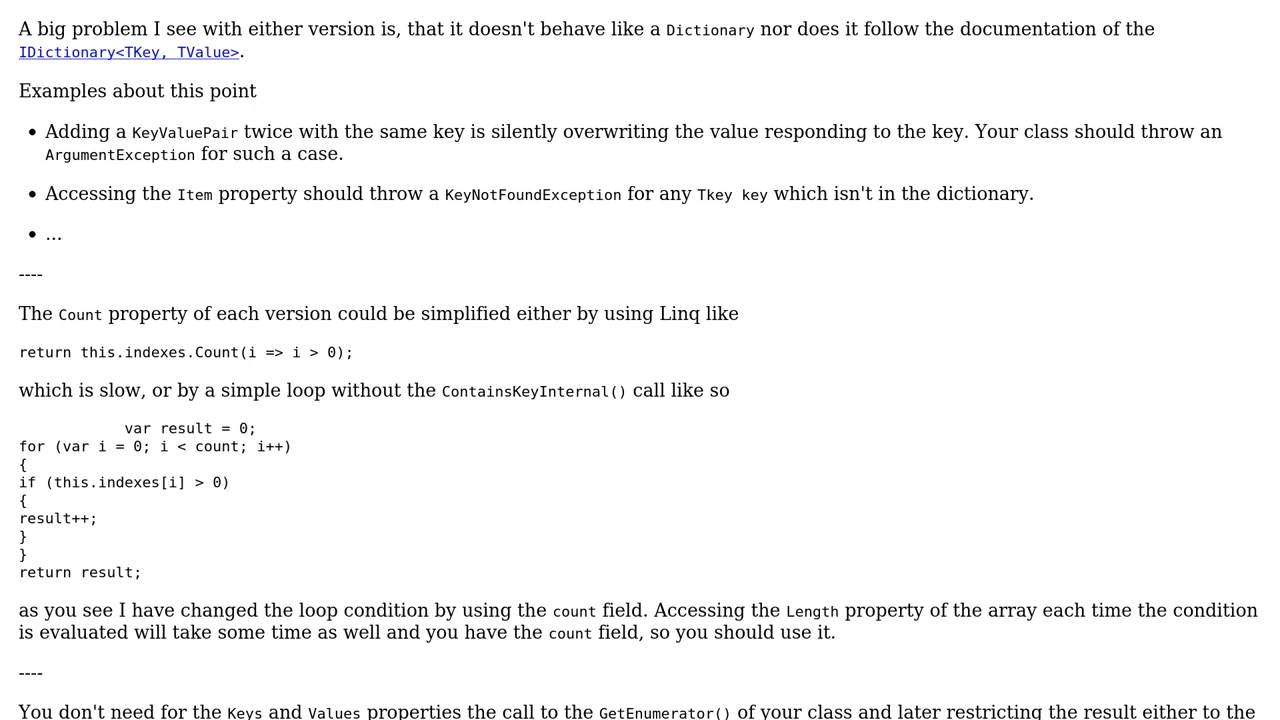 A big problem I see with either version is, that it doesn't behave like a Dictionary nor does it follow the documentation of the
IDictionary<TKey, TValue>.
Examples about this point
• Adding a KeyValuePair twice with the same key is silently overwriting the value responding to the key. Your class should throw an
ArgumentException for such a case.
• Accessing the Item property should throw a KeyNotFoundException for any Tkey key which isn't in the dictionary.
• ...
----
The Count property of each version could be simplified either by using Linq like
return this.indexes.Count(i => i > 0);
which is slow, or by a simple loop without the ContainsKeyInternal() call like so
            var result = 0;
for (var i = 0; i < count; i++)
{
if (this.indexes[i] > 0)
{
result++;
}
}
return result;
as you see I have changed the loop condition by using the count field. Accessing the Length property of the array each time the condition
is evaluated will take some time as well and you have the count field, so you should use it.
----
You don't need for the Keys and Values properties the call to the GetEnumerator() of your class and later restricting the result either to the